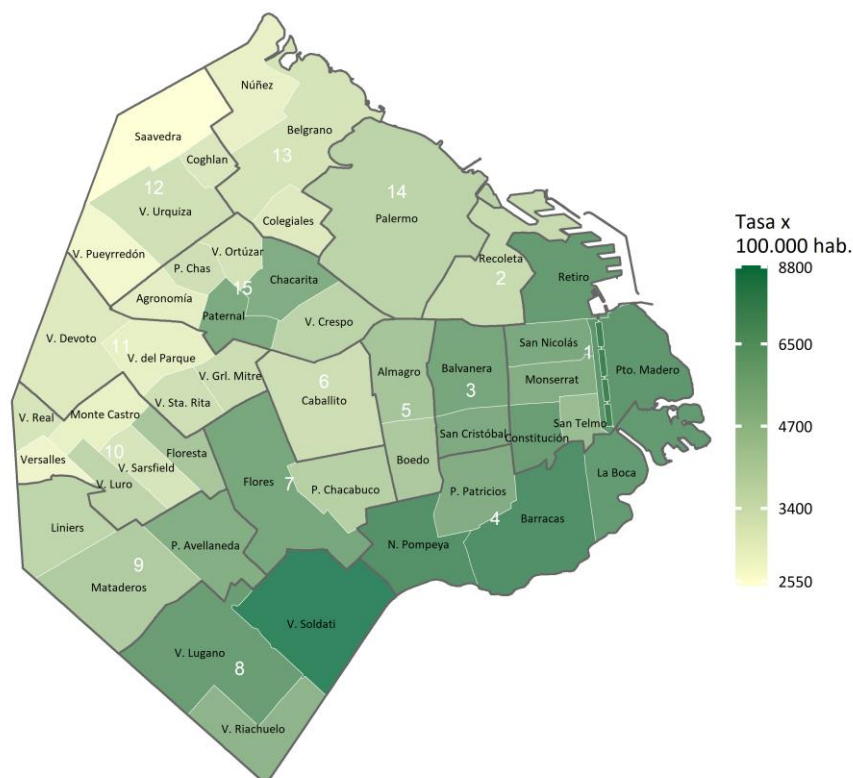 Núñez
Saavedra
Belgrano
Coghlan
13
12
V. Urquiza
14
Palermo
Colegiales
V. Pueyrredón
V. Ortúzar
P. Chas
Chacarita
Agronomía
15
Paternal
V. Crespo
Recoleta
2
Retiro
V. Devoto
11
V. del Parque
San Nicolás
1
Almagro
Balvanera
Pto. Madero
V. Grl. Mitre
6
Caballito
3
Monserrat
V. Sta. Rita
V. Real
Monte Castro
5
San Cristóbal
Constitución
San Telmo
10
Versalles
V. Sarsfield
Floresta
Boedo
V. Luro
Flores
7
P. Chacabuco
P. Patricios
La Boca
Liniers
4
Barracas
P. Avellaneda
N. Pompeya
9
Mataderos
V. Soldati
V. Lugano
8
V. Riachuelo
Tasa x
100.000 hab.
8800
6500
4700
3400
2550